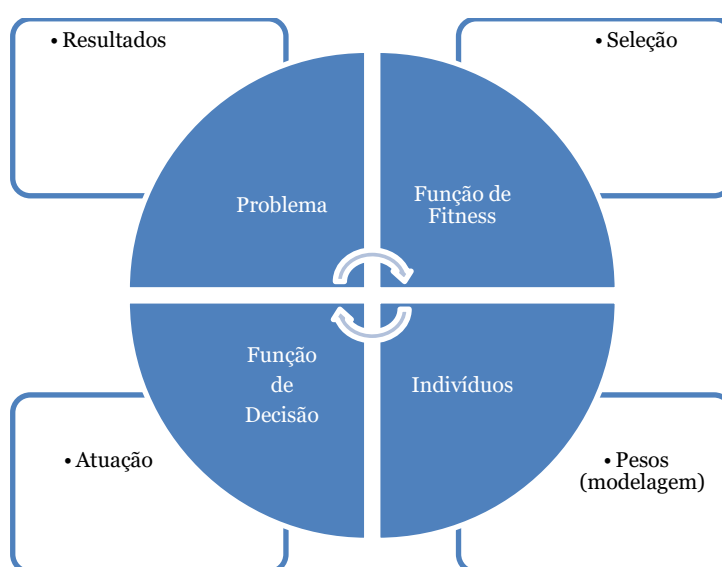 • Resultados
• Seleção
Problema
Função de
Fitness
Função
de
Decisão
Indivíduos
• Atuação
• Pesos
(modelagem)